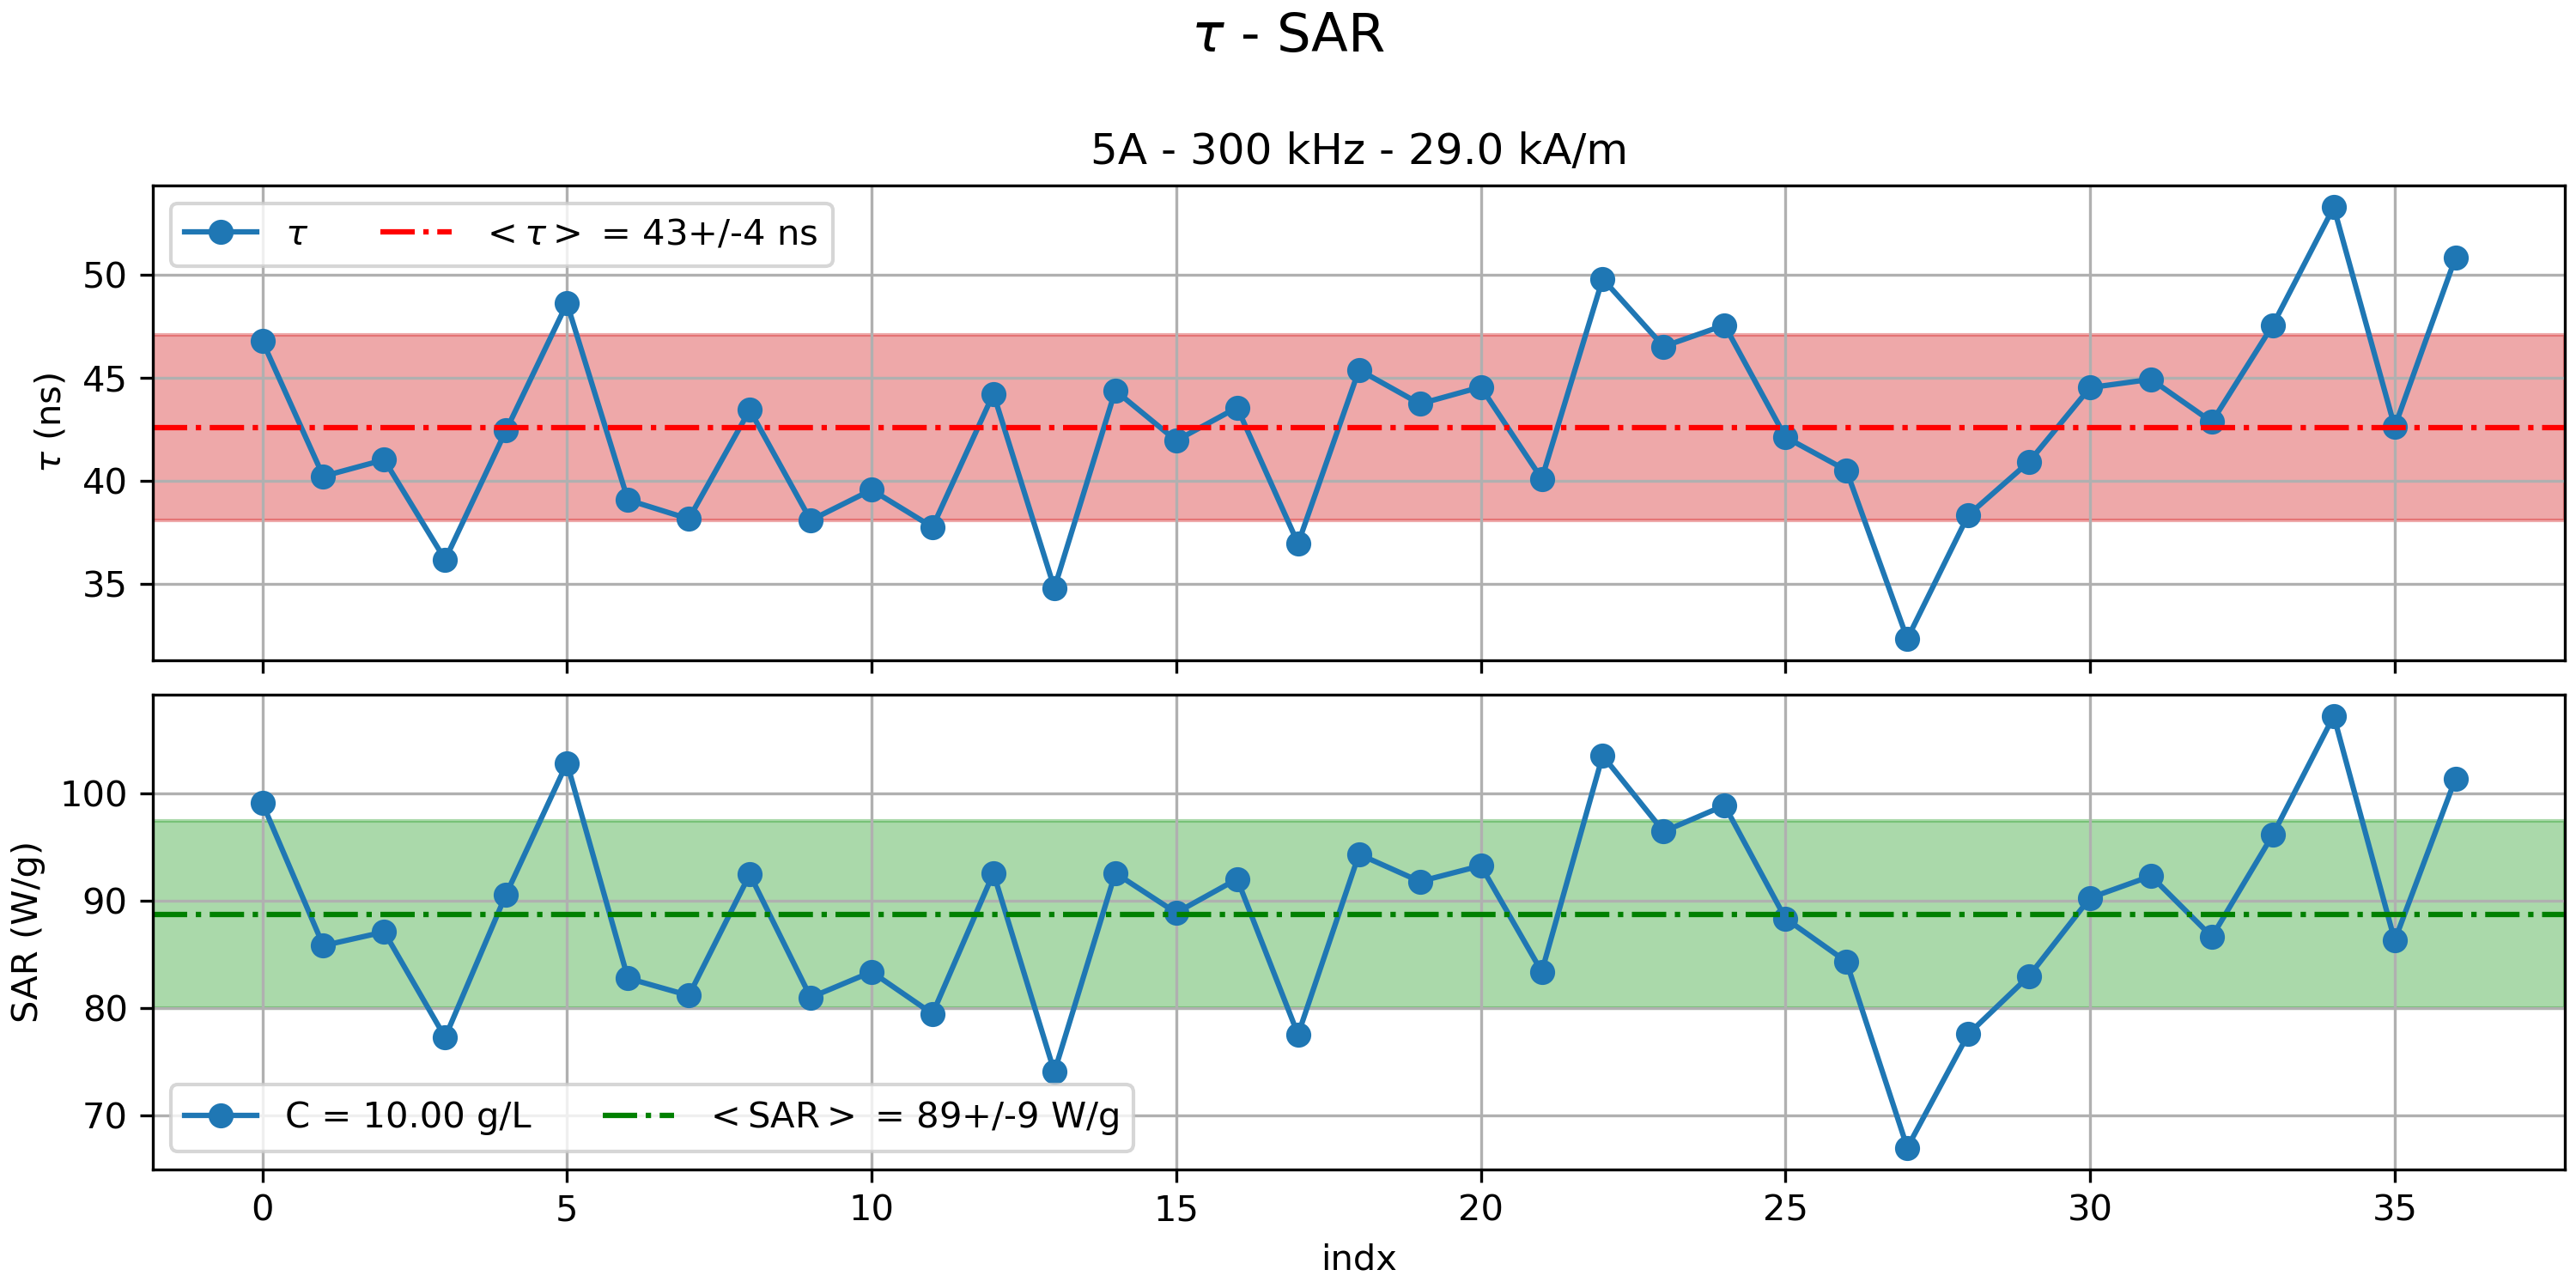 τ - SAR
5A - 300 kHz - 29.0 kA/m
τ <τ> = 43+/-4 ns
50
45
40
35
τ (ns)
100
90
80
70
SAR (W/g)
C = 10.00 g/L <SAR> = 89+/-9 W/g
0 5 10 15 20 25 30 35
indx